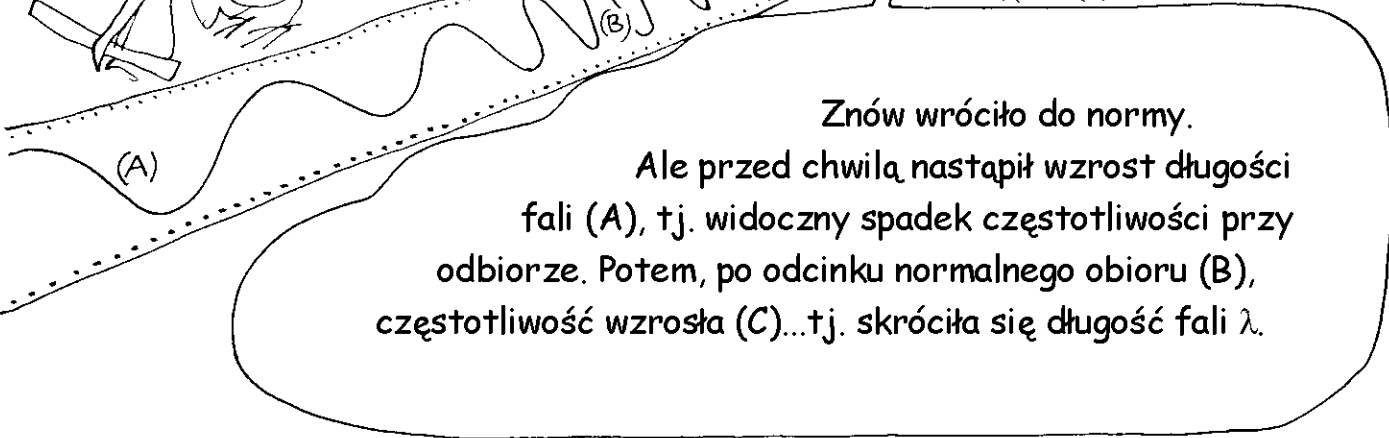 (B)
(A)
Znów wróciło do normy.
Ale przed chwilą nastąpił wzrost długości
fali (A), tj. widoczny spadek częstotliwości przy
odbiorze. Potem, po odcinku normalnego obioru (B),
częstotliwość wzrosła (C)...tj. skróciła się długość fali λ.